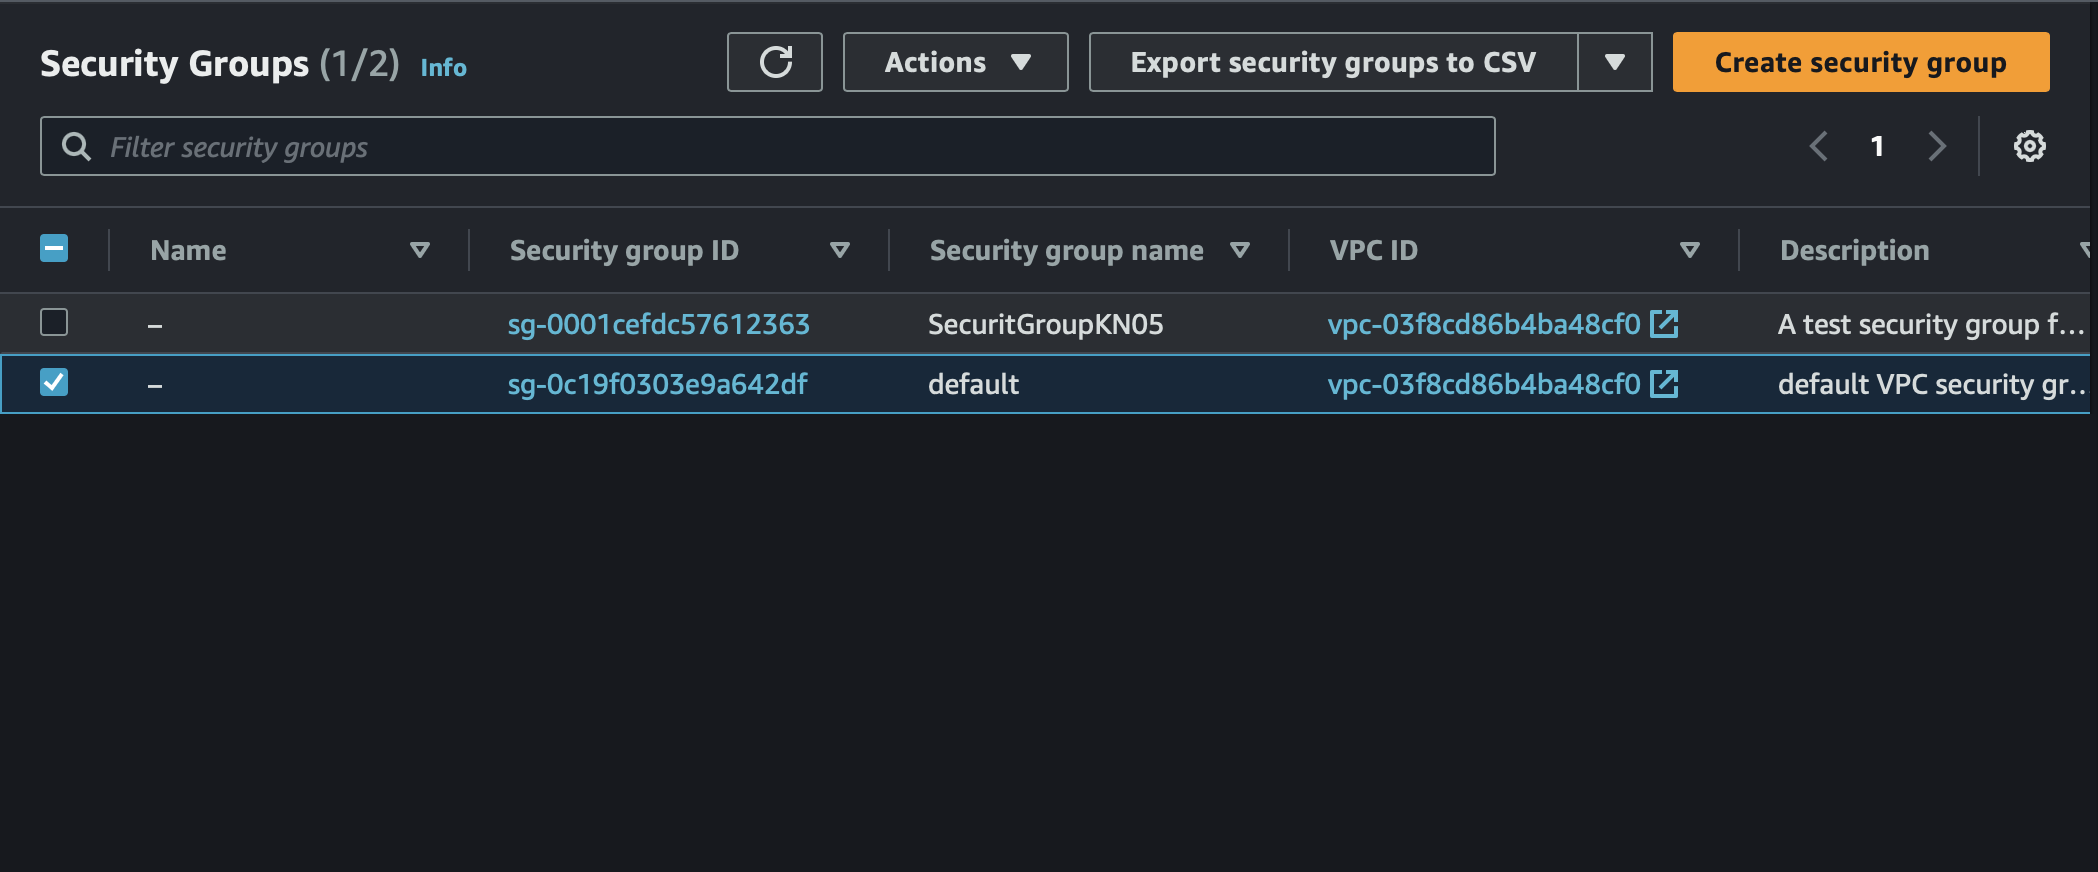 Security Groups (1/2) Info
Actions
Export security groups to CSV
Create security group
Filter security groups
1
Name Security group ID Security group name VPC ID Description
– sg-0001cefdc57612363 SecuritGroupKN05 vpc-03f8cd86b4ba48cf0 A test security group f...
– sg-0c19f0303e9a642df default vpc-03f8cd86b4ba48cf0 default VPC security gr...